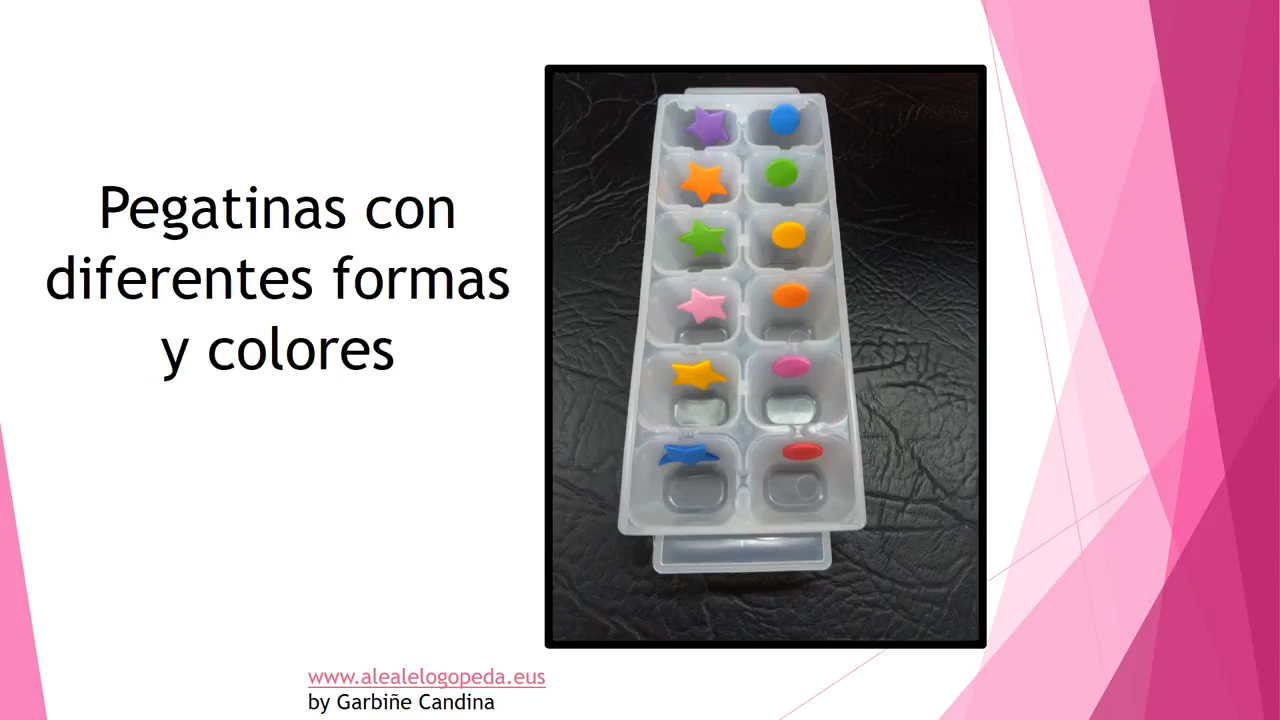 Pegatinas con
diferentes formas
y colores
www.alealelogopeda.eus
by Garbiñe Candina